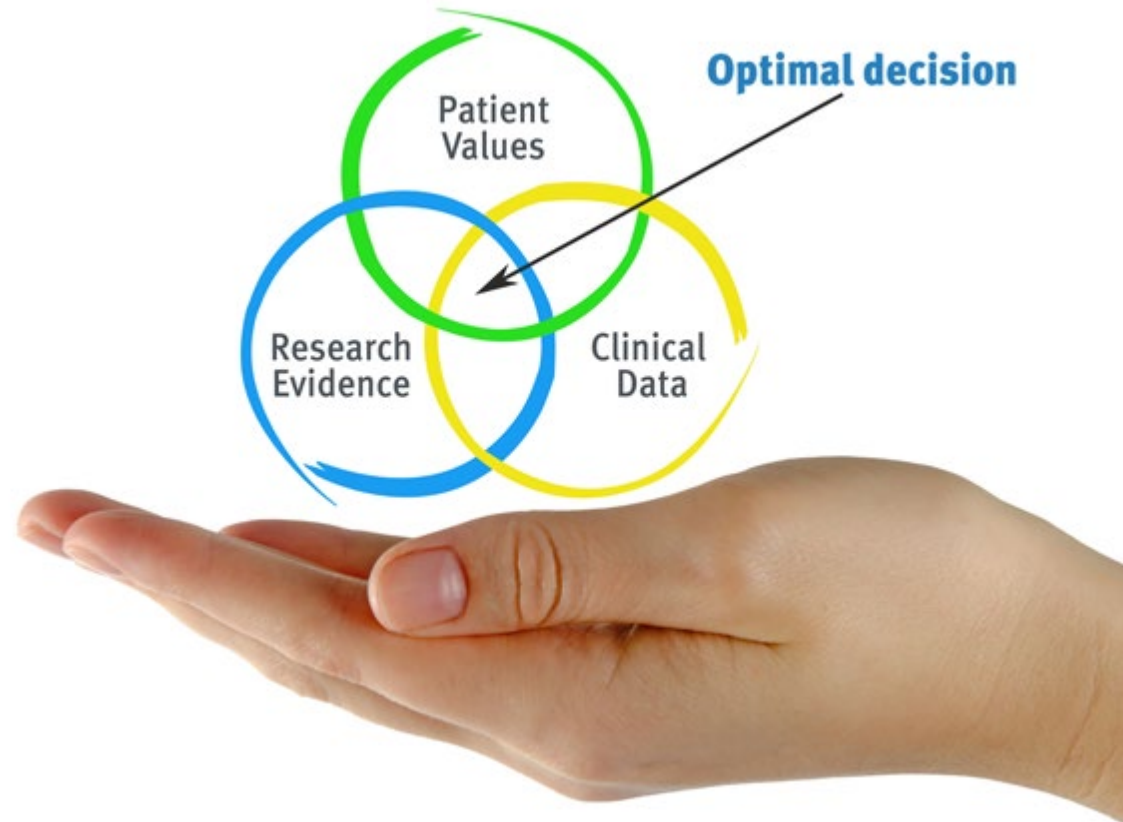 Optimal decision
Patient
Values
Research
Evidence
Clinical
Data